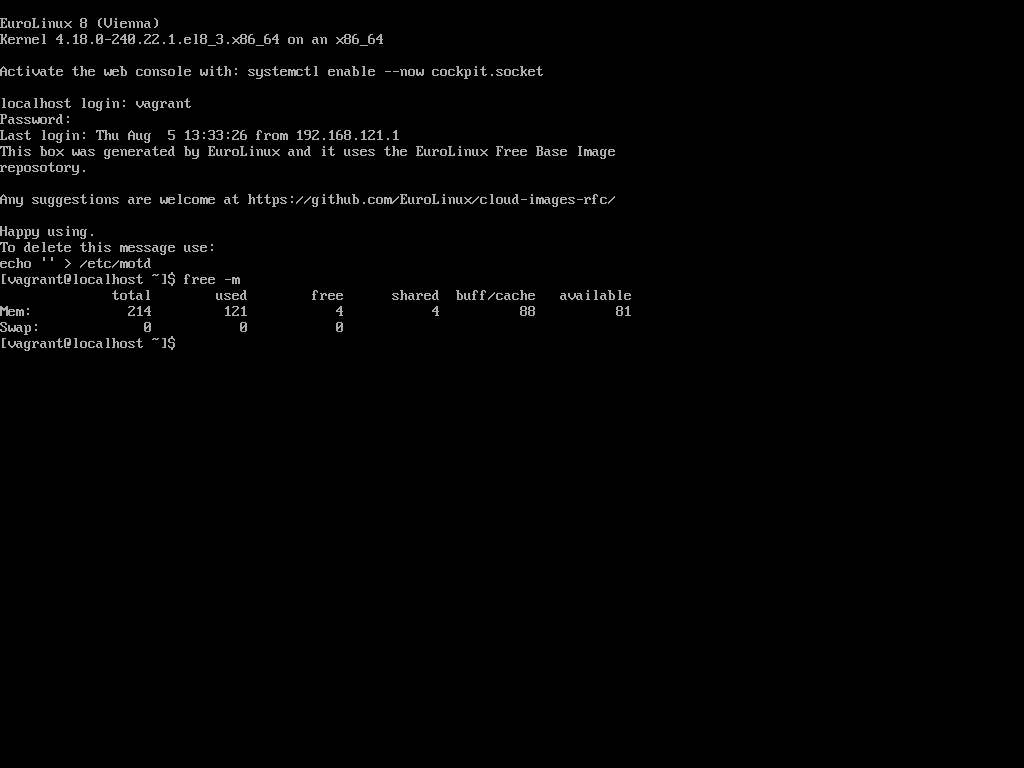 EuroLinux 8 (Vienna)
Kernel 4.18.0-240.22.1.el8_3.x86_64 on an x86_64
Activate the web console with: systemctl enable --now cockpit.socket
localhost login: vagrant
Password:
Last login: Thu Aug  5 13:33:26 from 192.168.121.1
This box was generated by EuroLinux and it uses the EuroLinux Free Base Image
reposotory.
Any suggestions are welcome at https://github.com/EuroLinux/cloud-images-rfc/
Happy using.
To delete this message use:
echo '' > /etc/motd
[vagrant@localhost ~]$ free -m
              total        used        free      shared  buff/cache   available
Mem:            214         121           4           4          88          81
Swap:             0           0           0
[vagrant@localhost ~]$